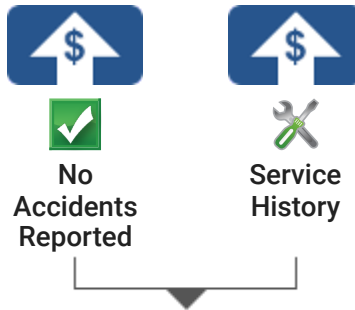 $ $
No
Accidents
Reported
Service
History